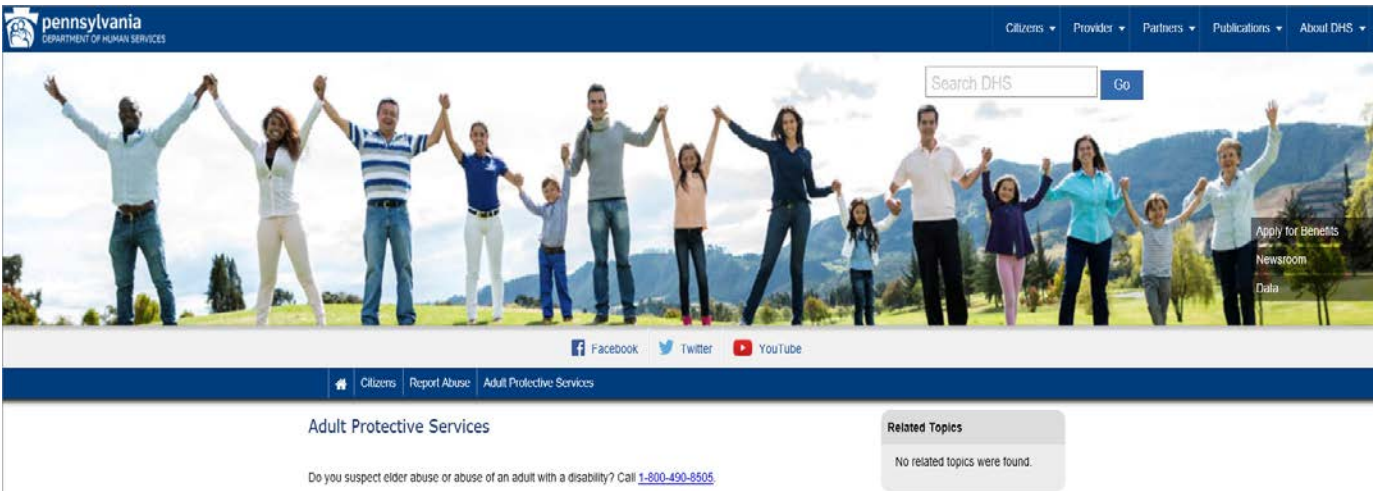 pennsylvania
DEPARTMENT OF HUMAN SERVICES
Citizens Provider Partners Publications About DHS
Search DHS Go
Apply for Benefits
Newsroom
Data
Facebook Twitter YouTube
Citizens Report Abuse Adult Protective Services
Adult Protective Services
Related Topics
No related topics were found.
Do you suspect elder abuse or abuse of an adult with a disability? Call 1-800-490-8505.